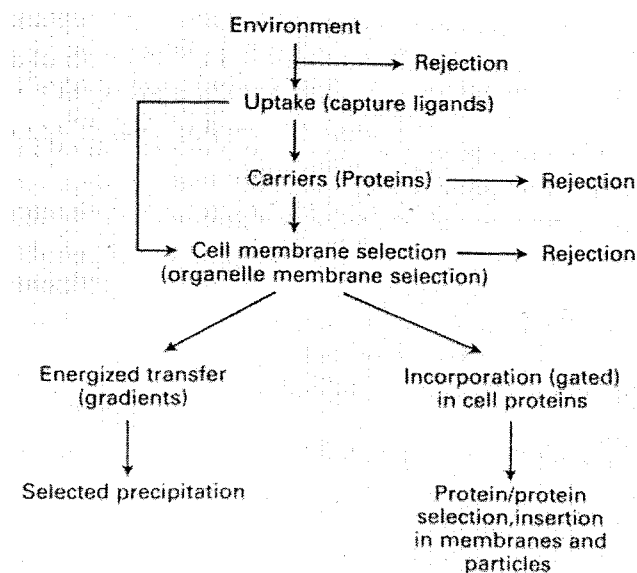 Environment
Rejection
Uptake (capture ligands)
Carriers (Proteins)
Rejection
Cell membrane selection
Rejection
(organelle membrane selection)
Energized transfer
(gradients)
Incorporation (gated)
in cell proteins
Selected precipitation
Protein/protein
selection,insertion
in membranes and
particles